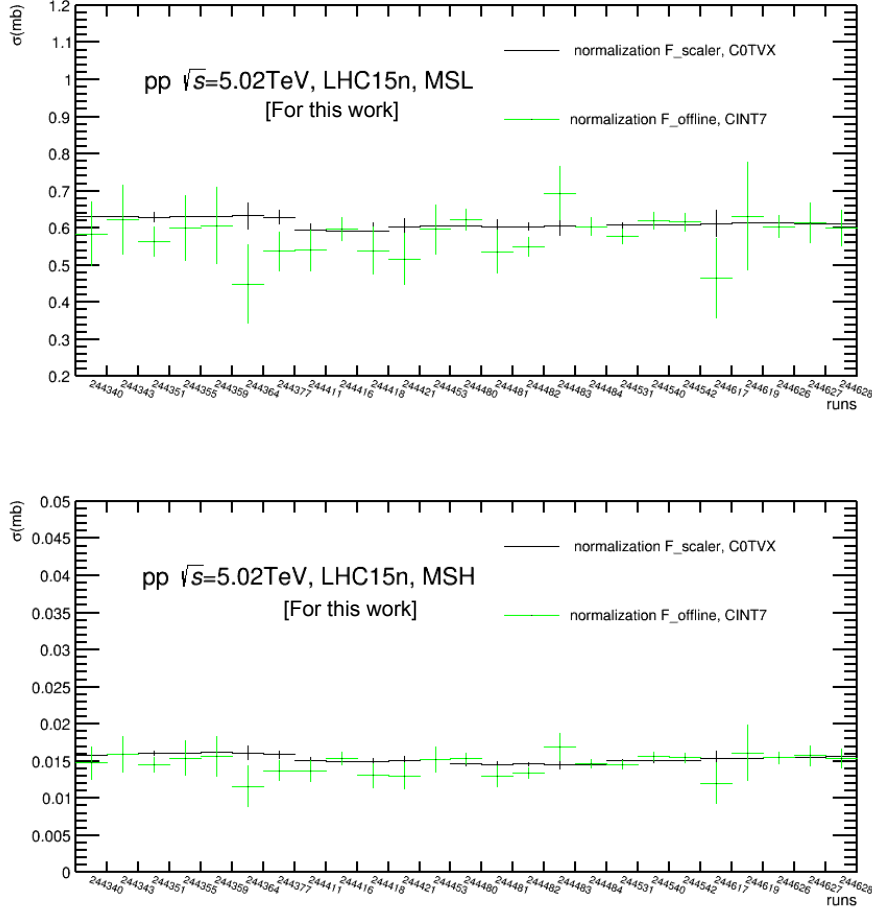 σ(mb)
1.2
1.1
1
0.9
0.8
0.7
0.6
0.5
0.4
0.3
0.2
pp √s=5.02TeV, LHC15n, MSL
[For this work]
normalization F_scaler, C0TVX
normalization F_offline, CINT7
244340 244343 244351 244355 244359 244364 244377 244411 244416 244418 244421 244453 244480 244481 244482 244483 244484 244531 244540 244542 244617 244619 244626 244627 244628
runs
σ(mb)
0.05
0.045
0.04
0.035
0.03
0.025
0.02
0.015
0.01
0.005
0
pp √s=5.02TeV, LHC15n, MSH
[For this work]
normalization F_scaler, C0TVX
normalization F_offline, CINT7
244340 244343 244351 244355 244359 244364 244377 244411 244416 244418 244421 244453 244480 244481 244482 244483 244484 244531 244540 244542 244617 244619 244626 244627 244628
runs